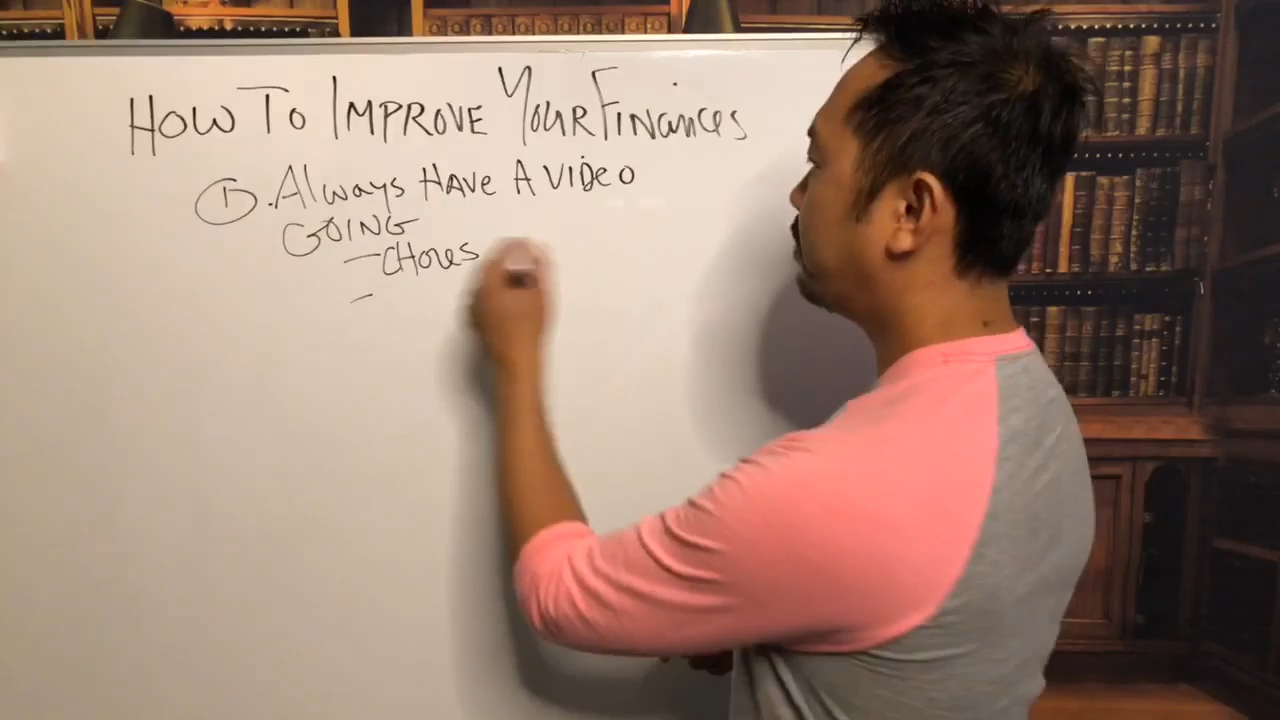 HOW TO IMPROVE YOUR FINANCES
①. ALWAYS HAVE A VIDEO
GOING
- CHORES
-